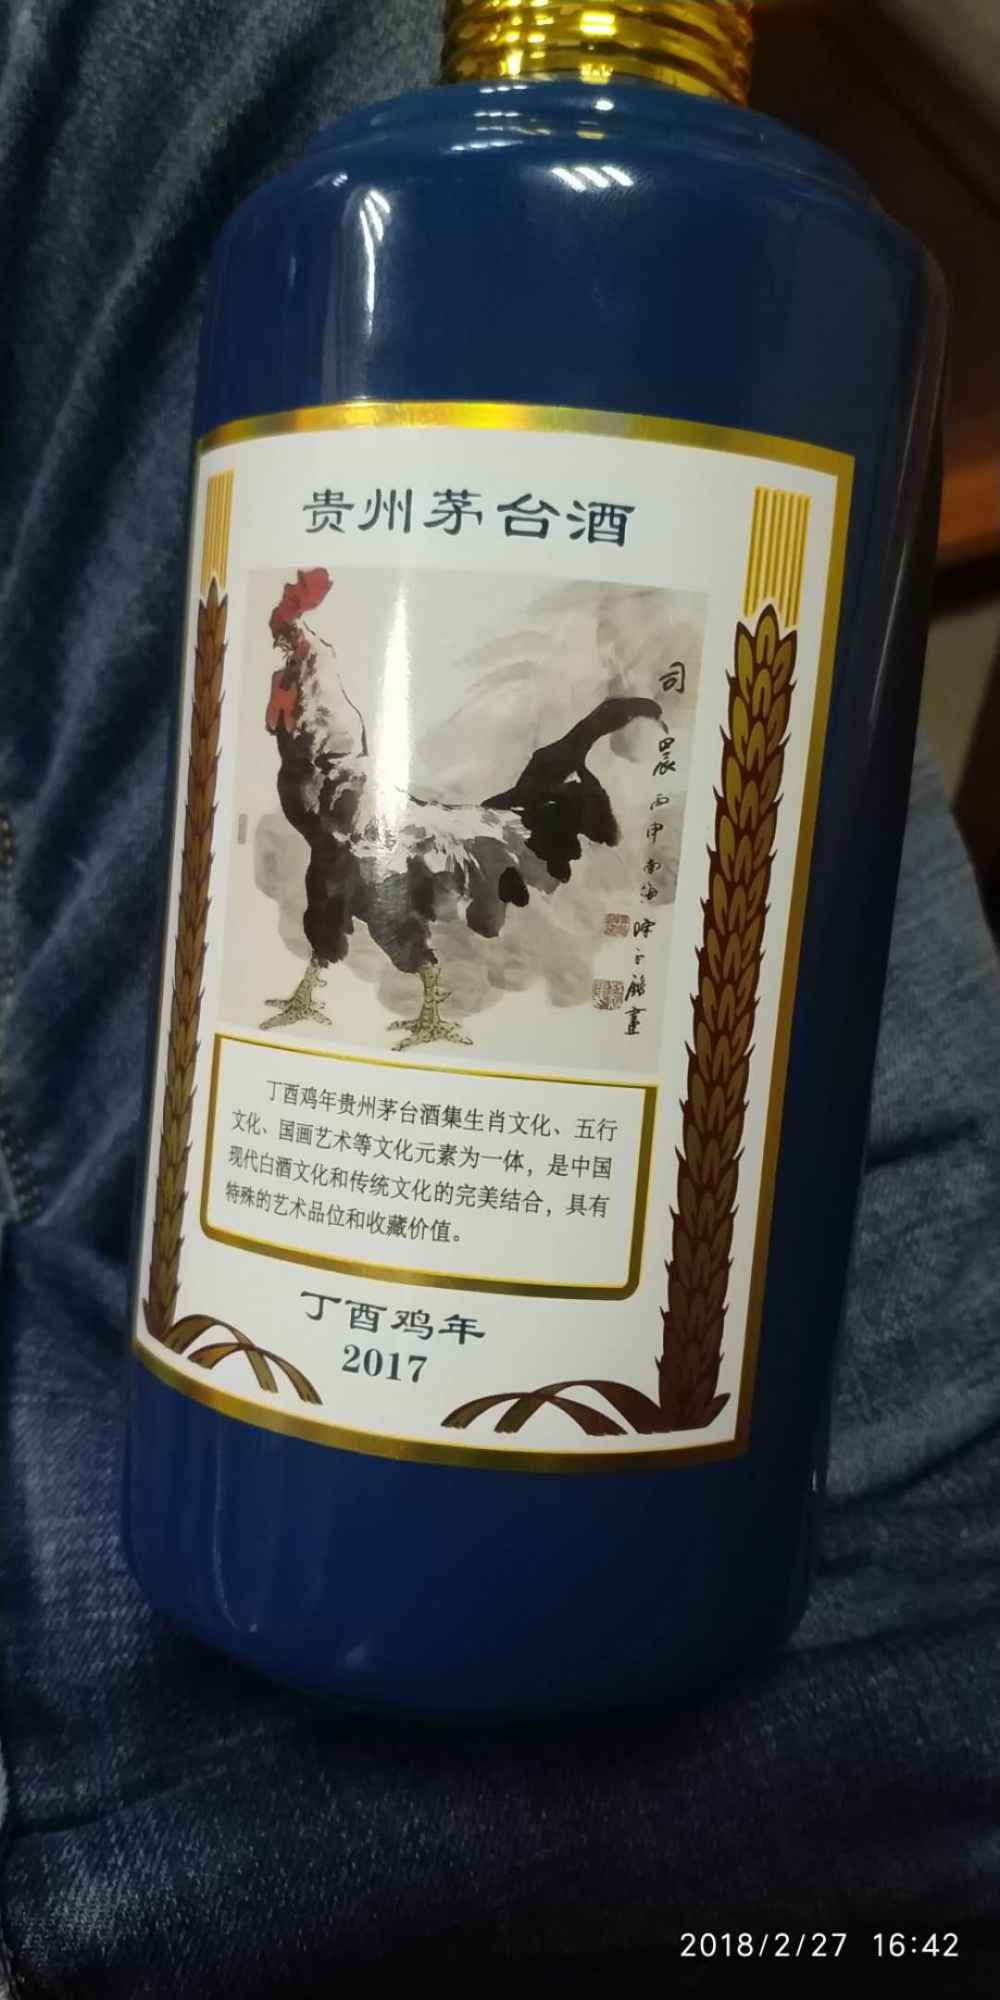 贵州茅台酒
司晨 丙申南海
丁酉鸡年贵州茅台酒集生肖文化、五行
文化、国画艺术等文化元素为一体，是中国
现代白酒文化和传统文化的完美结合，具有
特殊的艺术品位和收藏价值。
丁酉鸡年
2017
2018/2/27 16:42